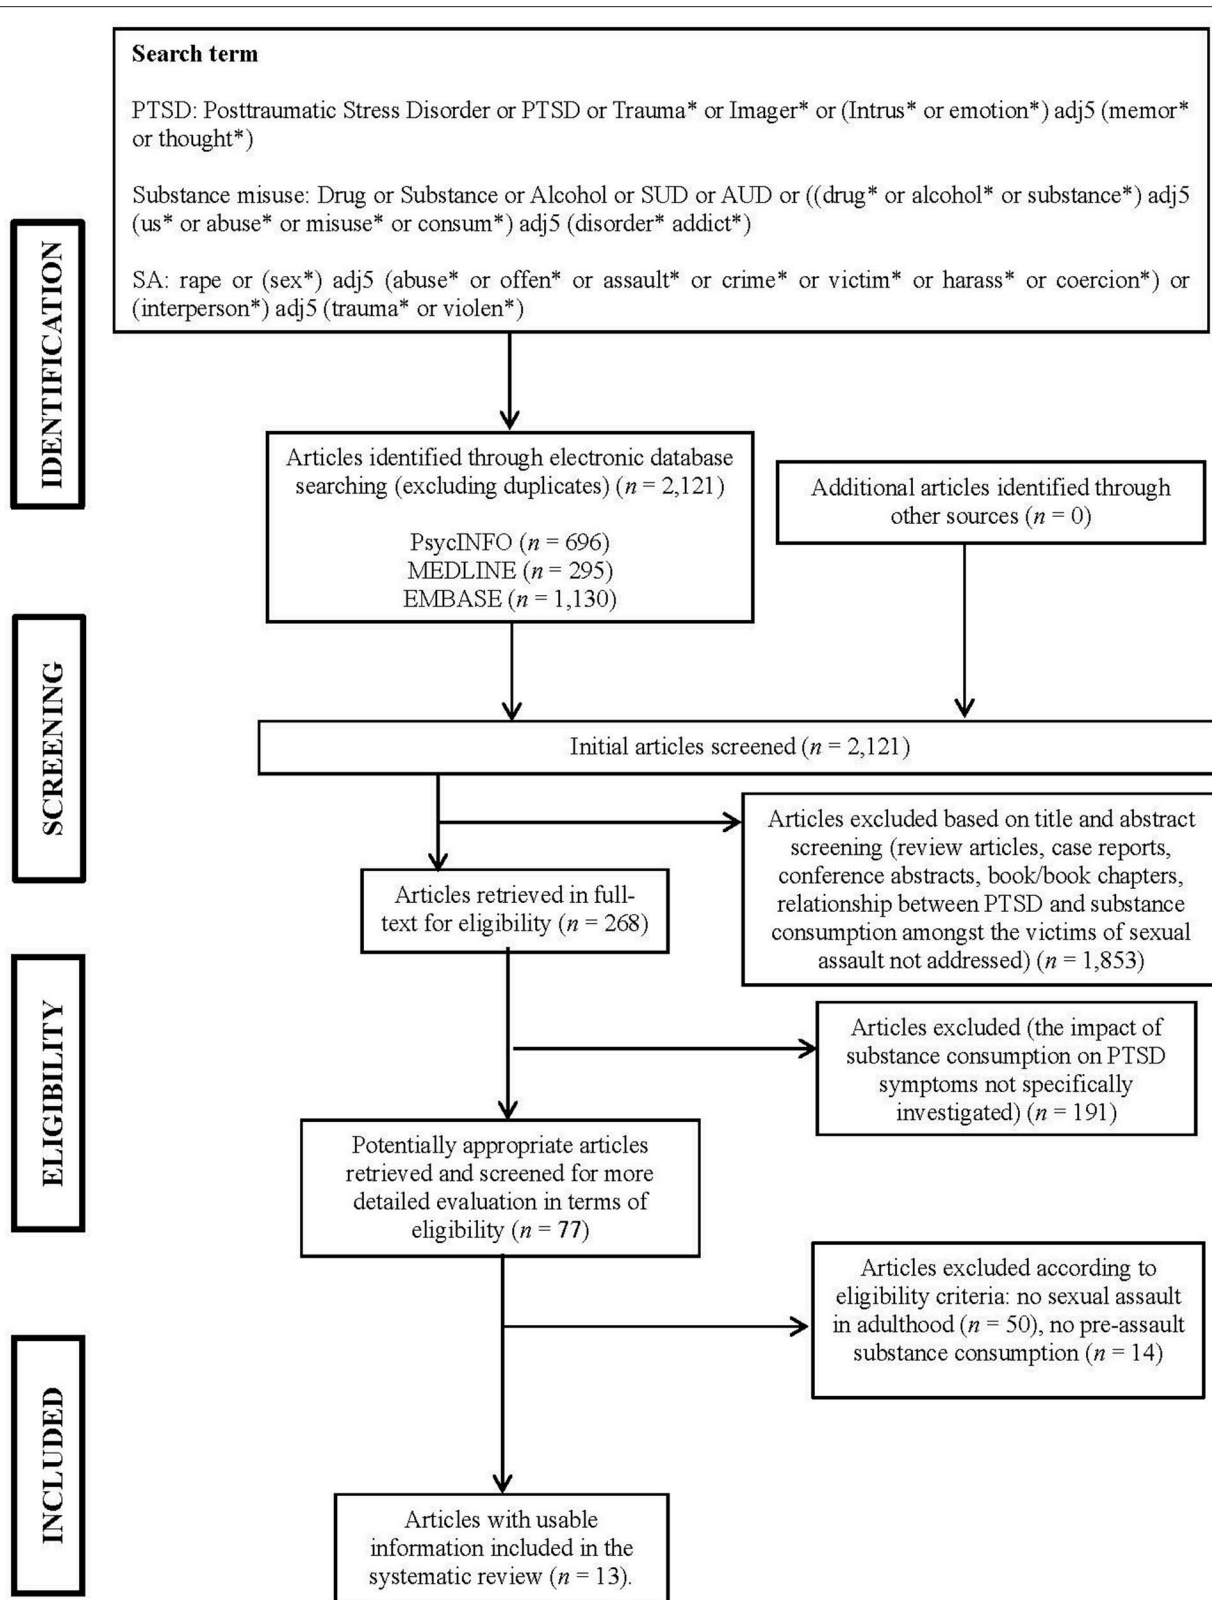 Search term
PTSD: Posttraumatic Stress Disorder or PTSD or Trauma* or Imager* or (Intrus* or emotion*) adj5 (memor*
or thought*)
Substance misuse: Drug or Substance or Alcohol or SUD or AUD or ((drug* or alcohol* or substance*) adj5
(us* or abuse* or misuse* or consum*) adj5 (disorder* addict*)
SA: rape or (sex*) adj5 (abuse* or offen* or assault* or crime* or victim* or harass* or coercion*) or
(interperson*) adj5 (trauma* or violen*)
IDENTIFICATION
Articles identified through electronic database
searching (excluding duplicates) (n = 2,121)
PsycINFO (n = 696)
MEDLINE (n = 295)
EMBASE (n = 1,130)
Additional articles identified through
other sources (n = 0)
SCREENING
Initial articles screened (n = 2,121)
Articles excluded based on title and abstract
screening (review articles, case reports,
conference abstracts, book/book chapters,
relationship between PTSD and substance
consumption amongst the victims of sexual
assault not addressed) (n = 1,853)
Articles retrieved in full-
text for eligibility (n = 268)
ELIGIBILITY
Articles excluded (the impact of
substance consumption on PTSD
symptoms not specifically
investigated) (n = 191)
Potentially appropriate articles
retrieved and screened for more
detailed evaluation in terms of
eligibility (n = 77)
Articles excluded according to
eligibility criteria: no sexual assault
in adulthood (n = 50), no pre-assault
substance consumption (n = 14)
INCLUDED
Articles with usable
information included in the
systematic review (n = 13).